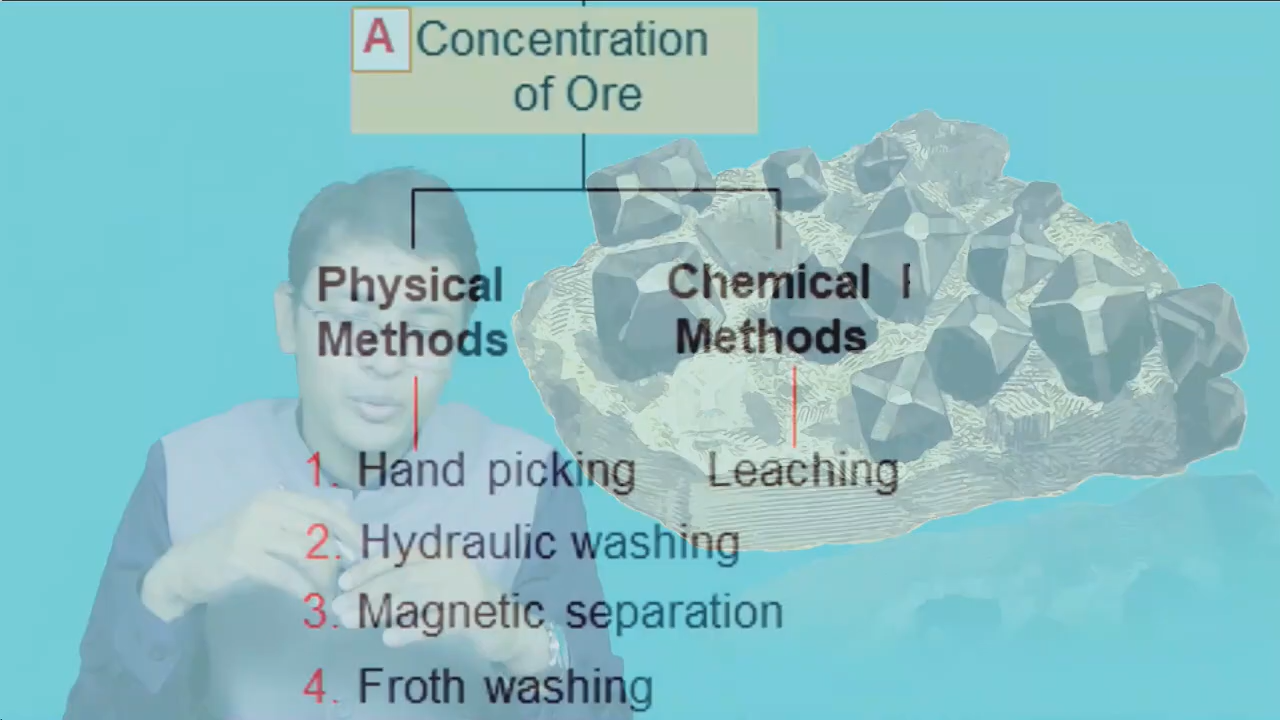 A Concentration
of Ore
Physical
Methods
Chemical
Methods
1. Hand picking
2. Hydraulic washing
3. Magnetic separation
4. Froth washing
Leaching